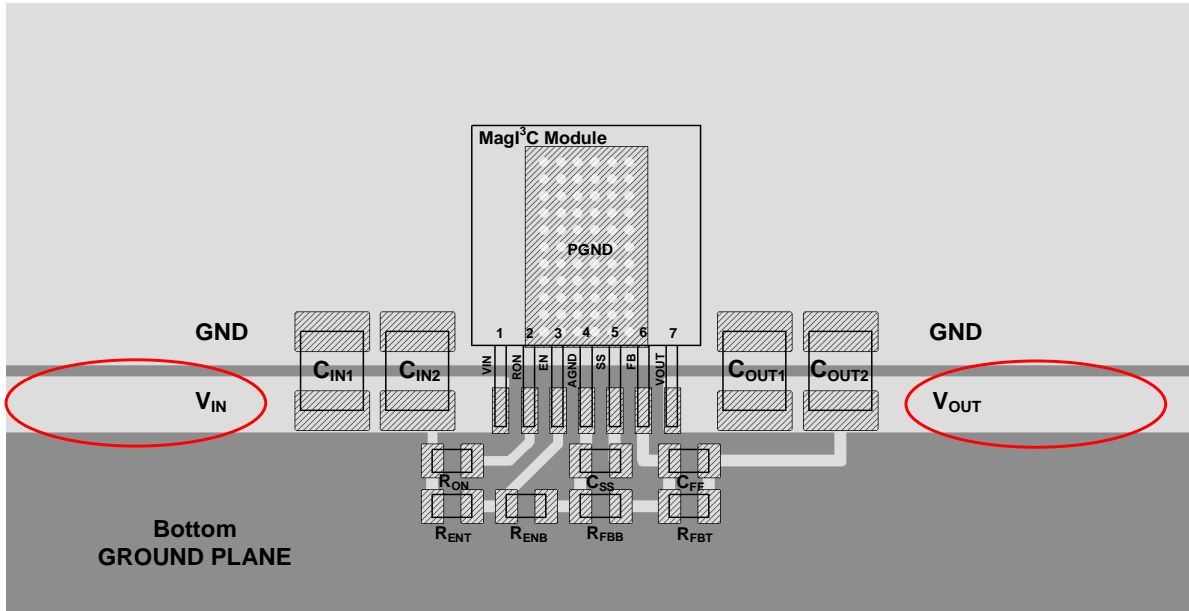 MagI³C Module
PGND
GND
GND
1 2 3 4 5 6 7
VIN
RON
EN
AGND
SS
FB
VOUT
CIN1
CIN2
COUT1
COUT2
VIN
VOUT
RON
CSS
CFF
RENT
RENB
RFBB
RFBT
Bottom
GROUND PLANE